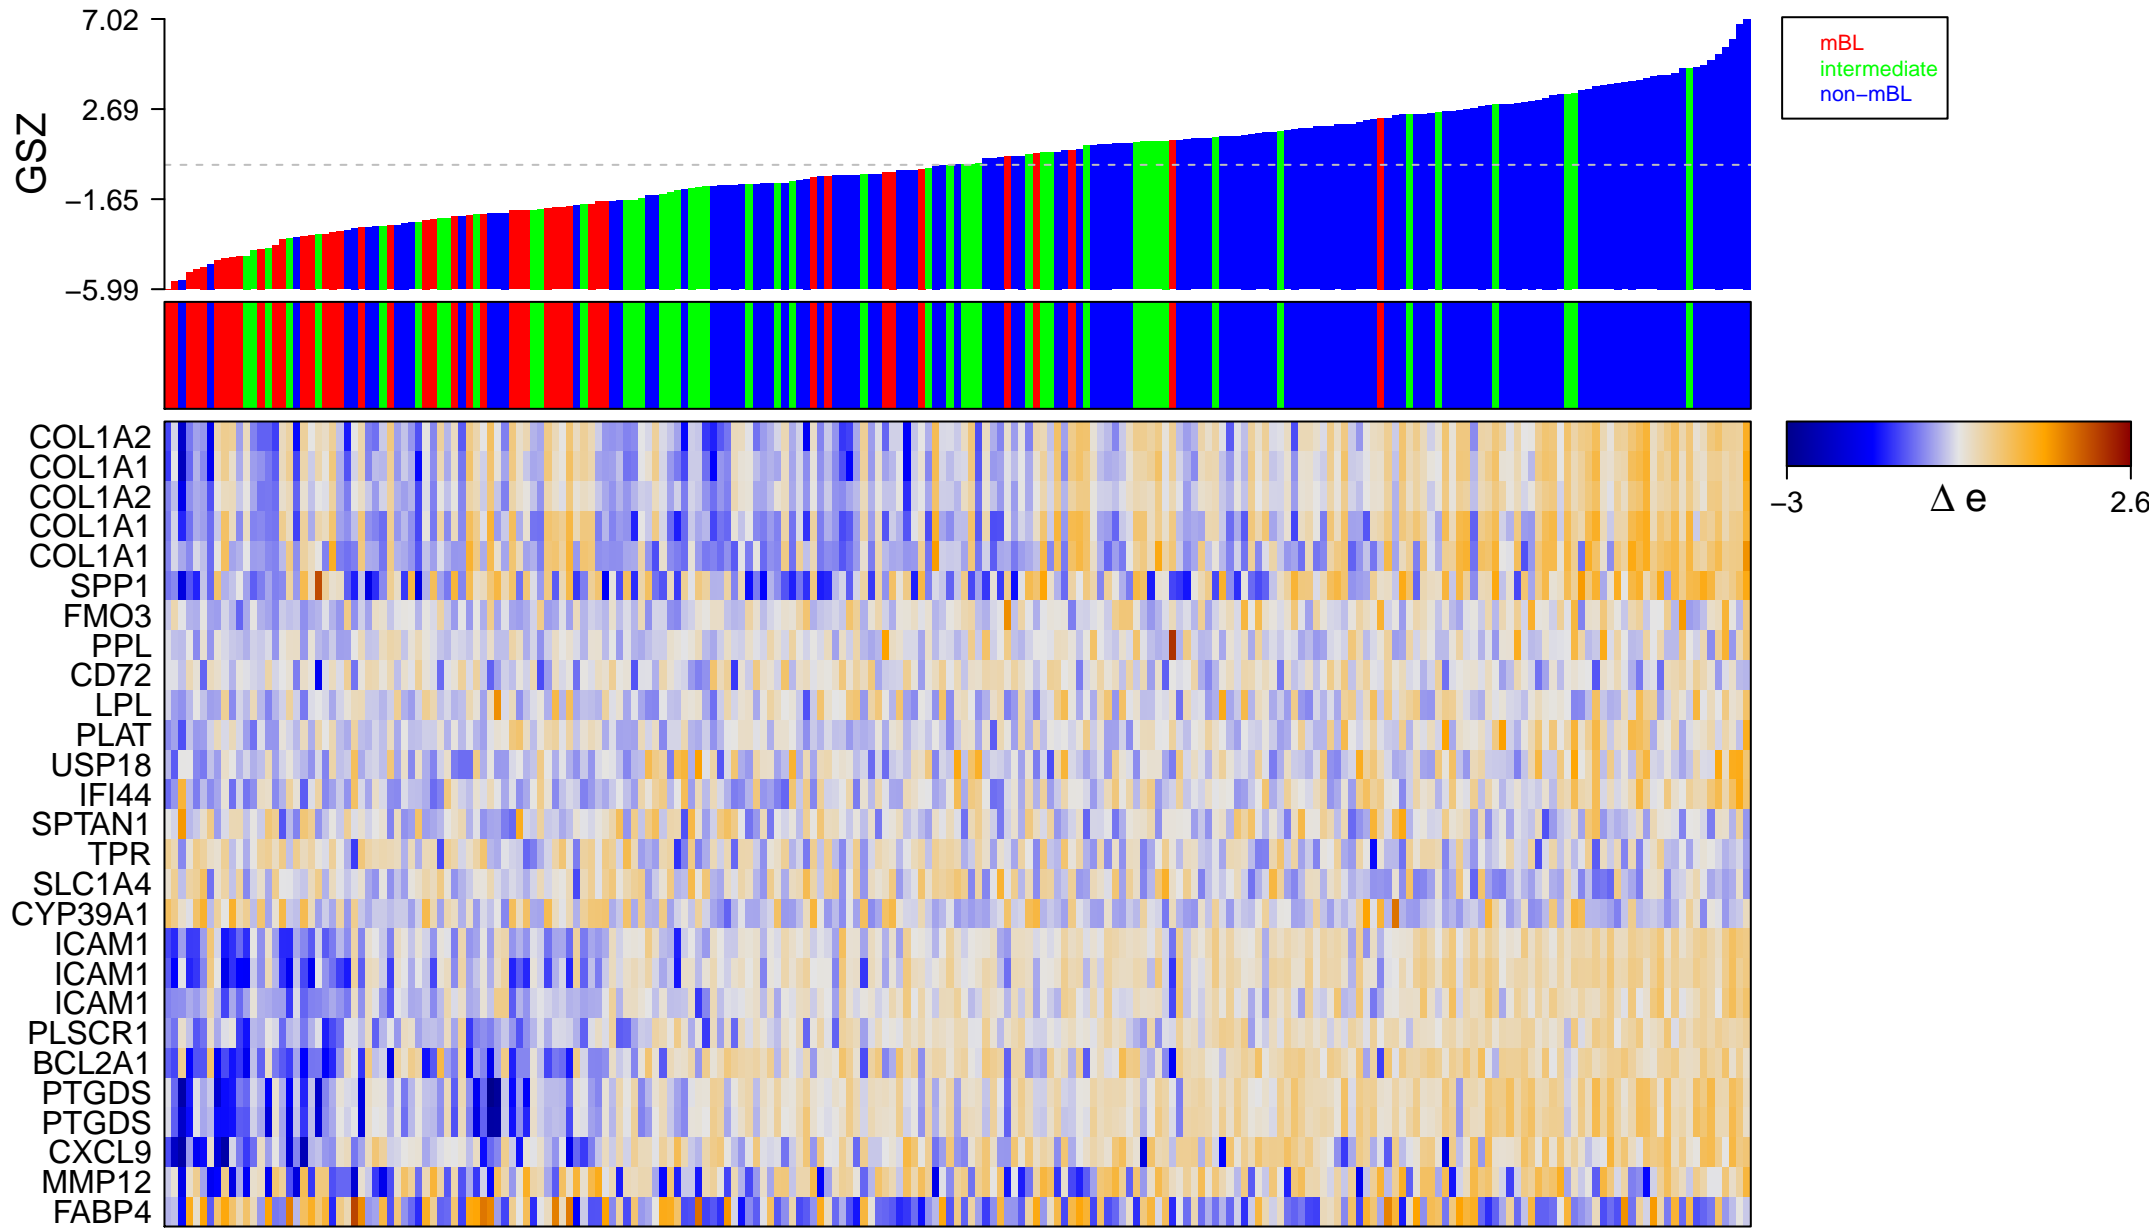 7.02
2.69
−1.65
−5.99
GSZ
mBL
intermediate
non−mBL
COL1A2
COL1A1
COL1A2
COL1A1
COL1A1
SPP1
FMO3
PPL
CD72
LPL
PLAT
USP18
IFI44
SPTAN1
TPR
SLC1A4
CYP39A1
ICAM1
ICAM1
ICAM1
PLSCR1
BCL2A1
PTGDS
PTGDS
CXCL9
MMP12
FABP4
−3 Δ e 2.6